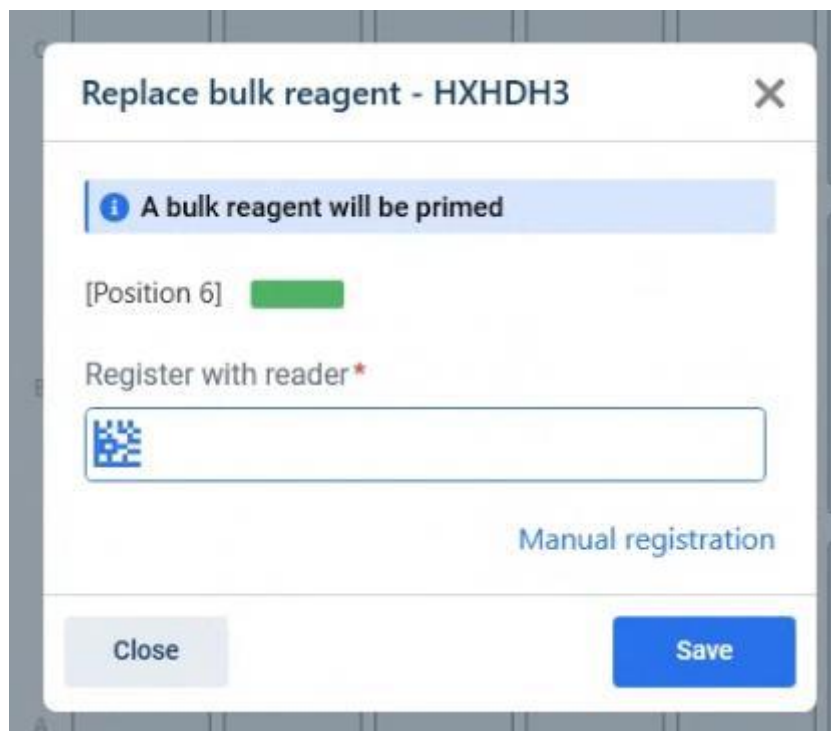 Replace bulk reagent - HXHDH3
A bulk reagent will be primed
[Position 6]
Register with reader*
Manual registration
Close
Save